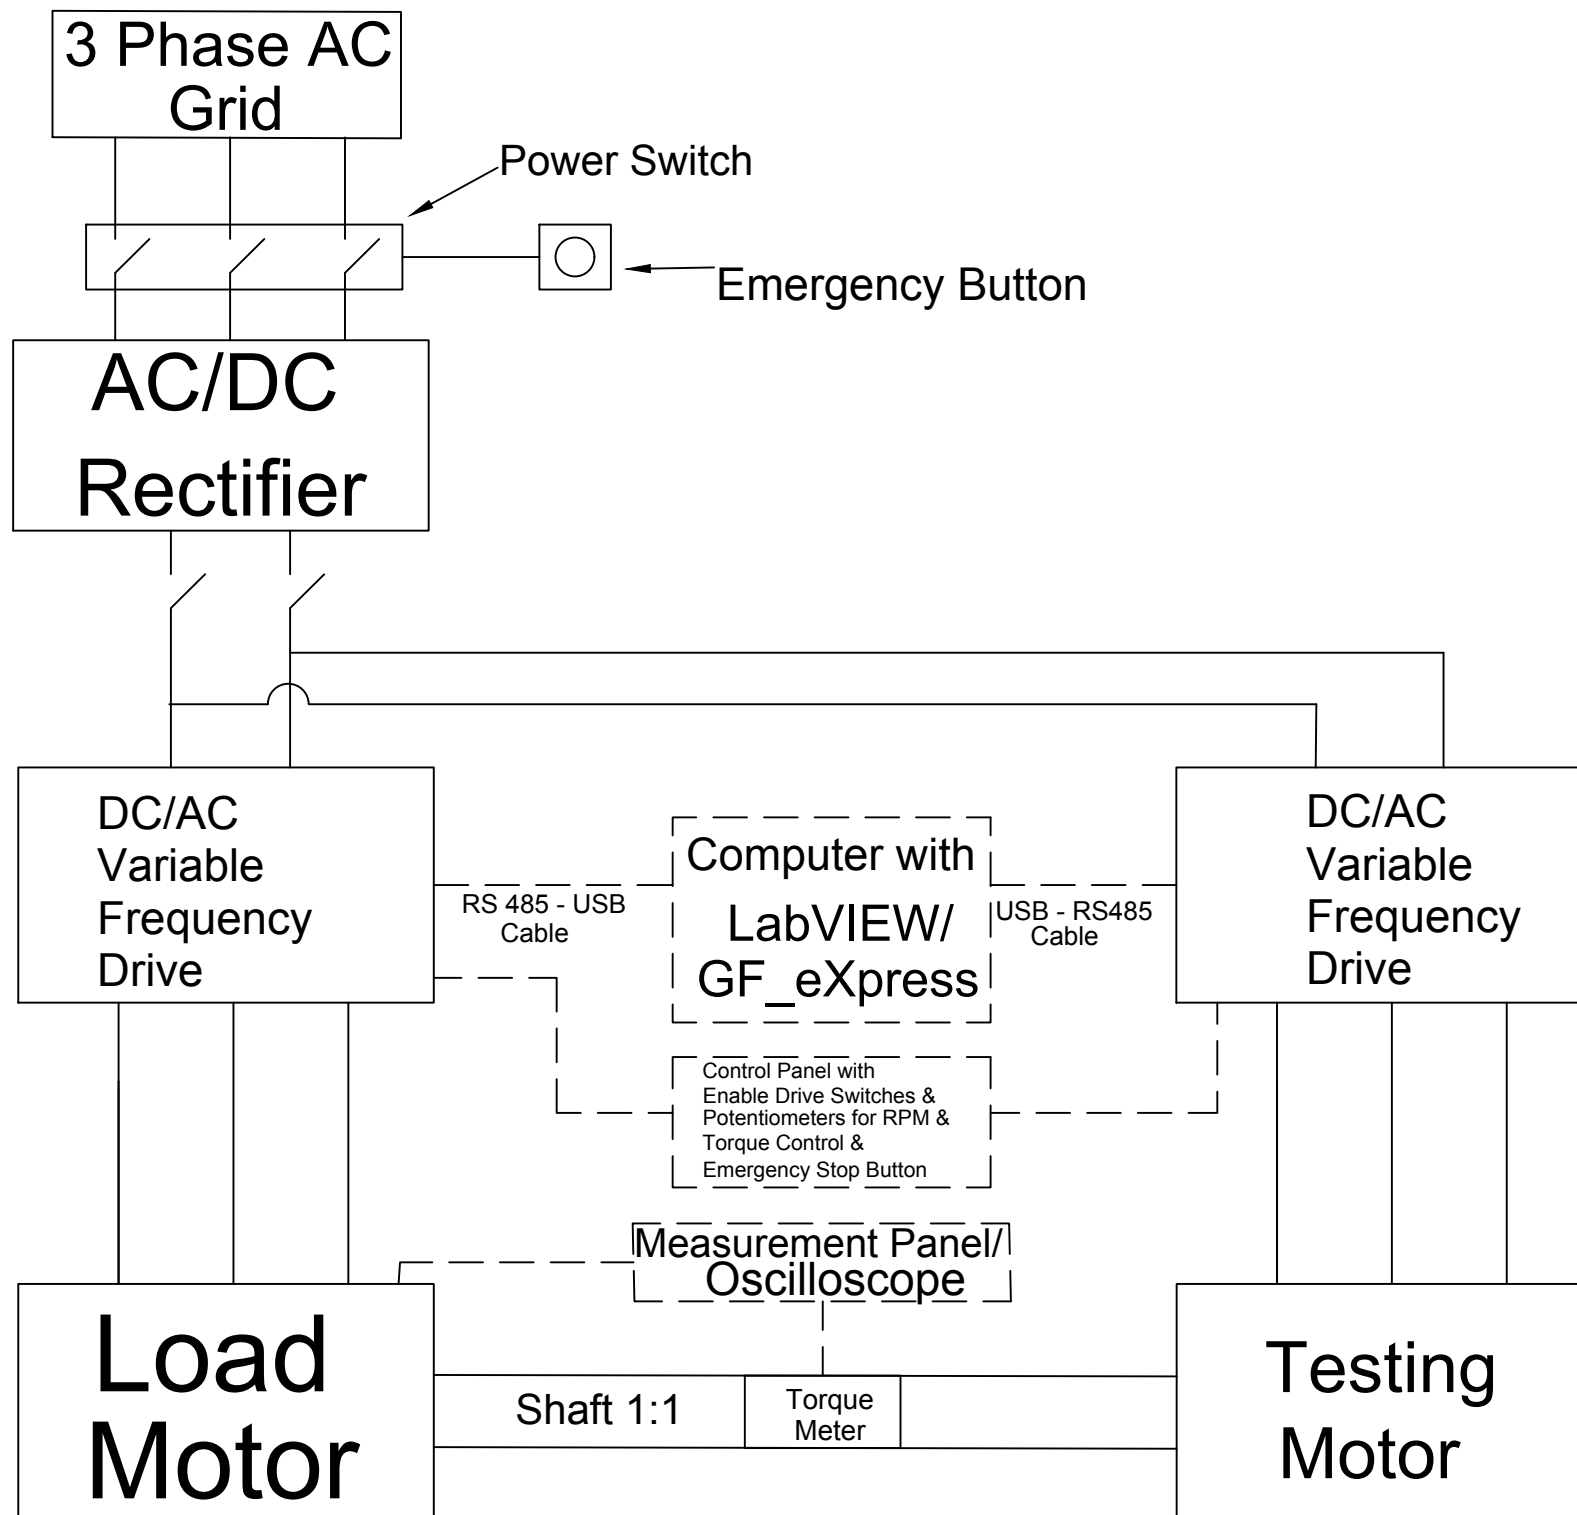 3 Phase AC
Grid
Power Switch
Emergency Button
AC/DC
Rectifier
DC/AC
Variable
Frequency
Drive
RS 485 - USB
Cable
Computer with
LabVIEW/
GF_eXpress
USB - RS485
Cable
DC/AC
Variable
Frequency
Drive
Control Panel with
Enable Drive Switches &
Potentiometers for RPM &
Torque Control &
Emergency Stop Button
Measurement Panel/
Oscilloscope
Load
Motor
Shaft 1:1
Torque
Meter
Testing
Motor